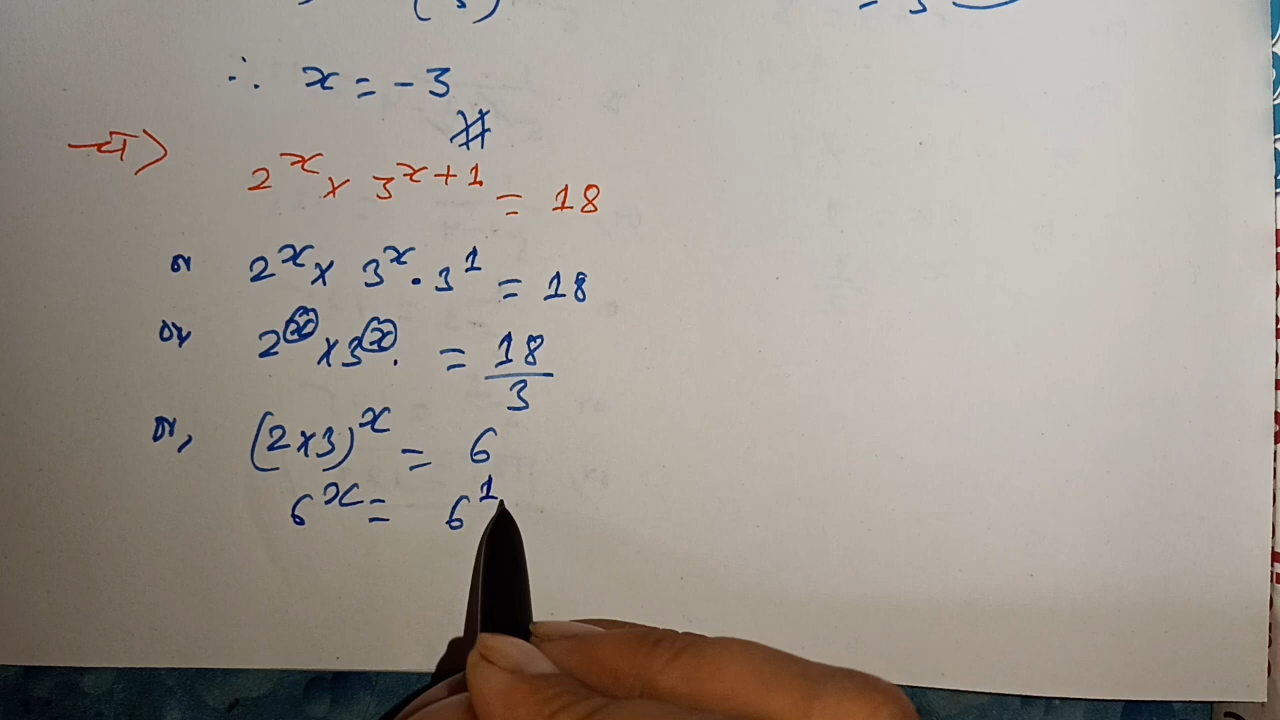 ∴ x = -3
2^x × 3^(x+1) = 18
or 2^x × 3^x · 3^1 = 18
or 2^x × 3^x . = 18/3
or, (2×3)^x = 6
6^x = 6^1